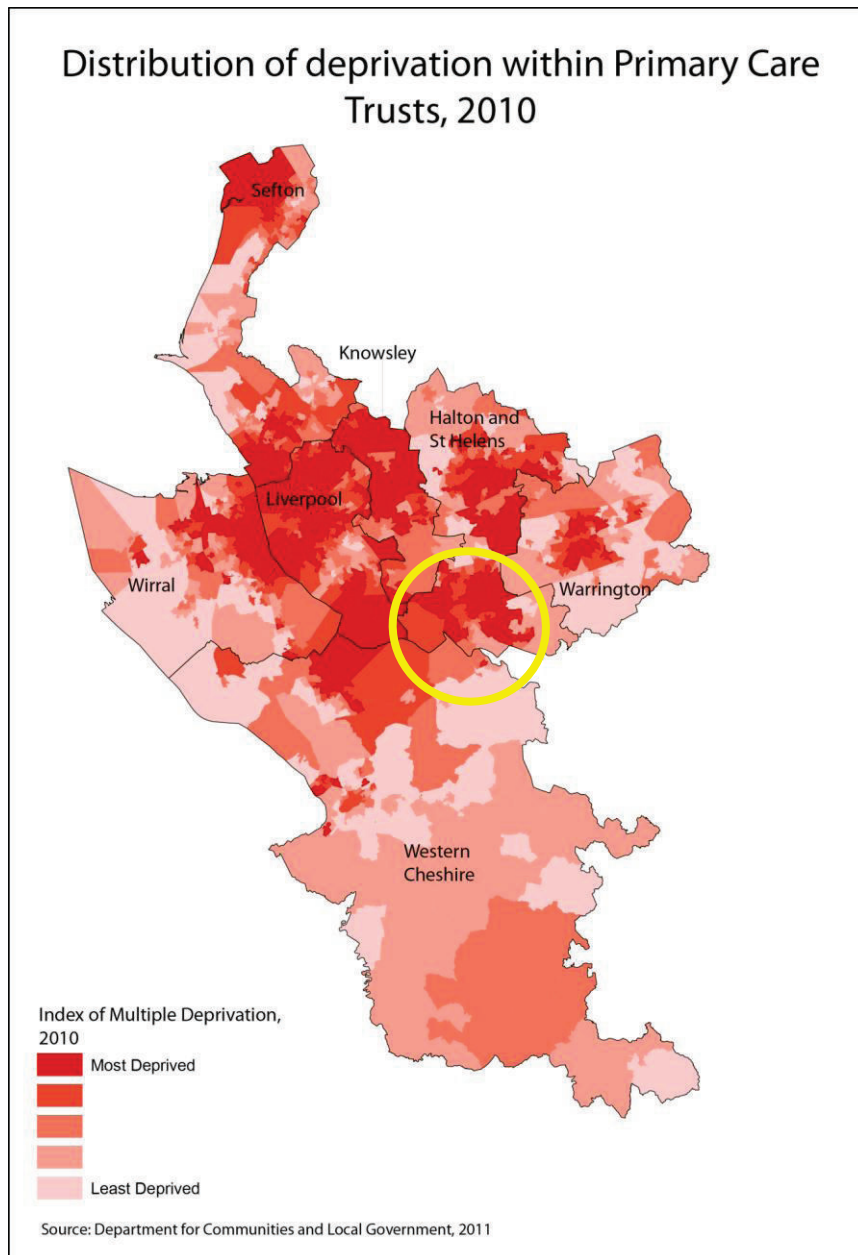 Distribution of deprivation within Primary Care
Trusts, 2010
Sefton
Knowsley
Halton and
St Helens
Liverpool
Wirral
Warrington
Western
Cheshire
Index of Multiple Deprivation,
2010
Most Deprived
Least Deprived
Source: Department for Communities and Local Government, 2011